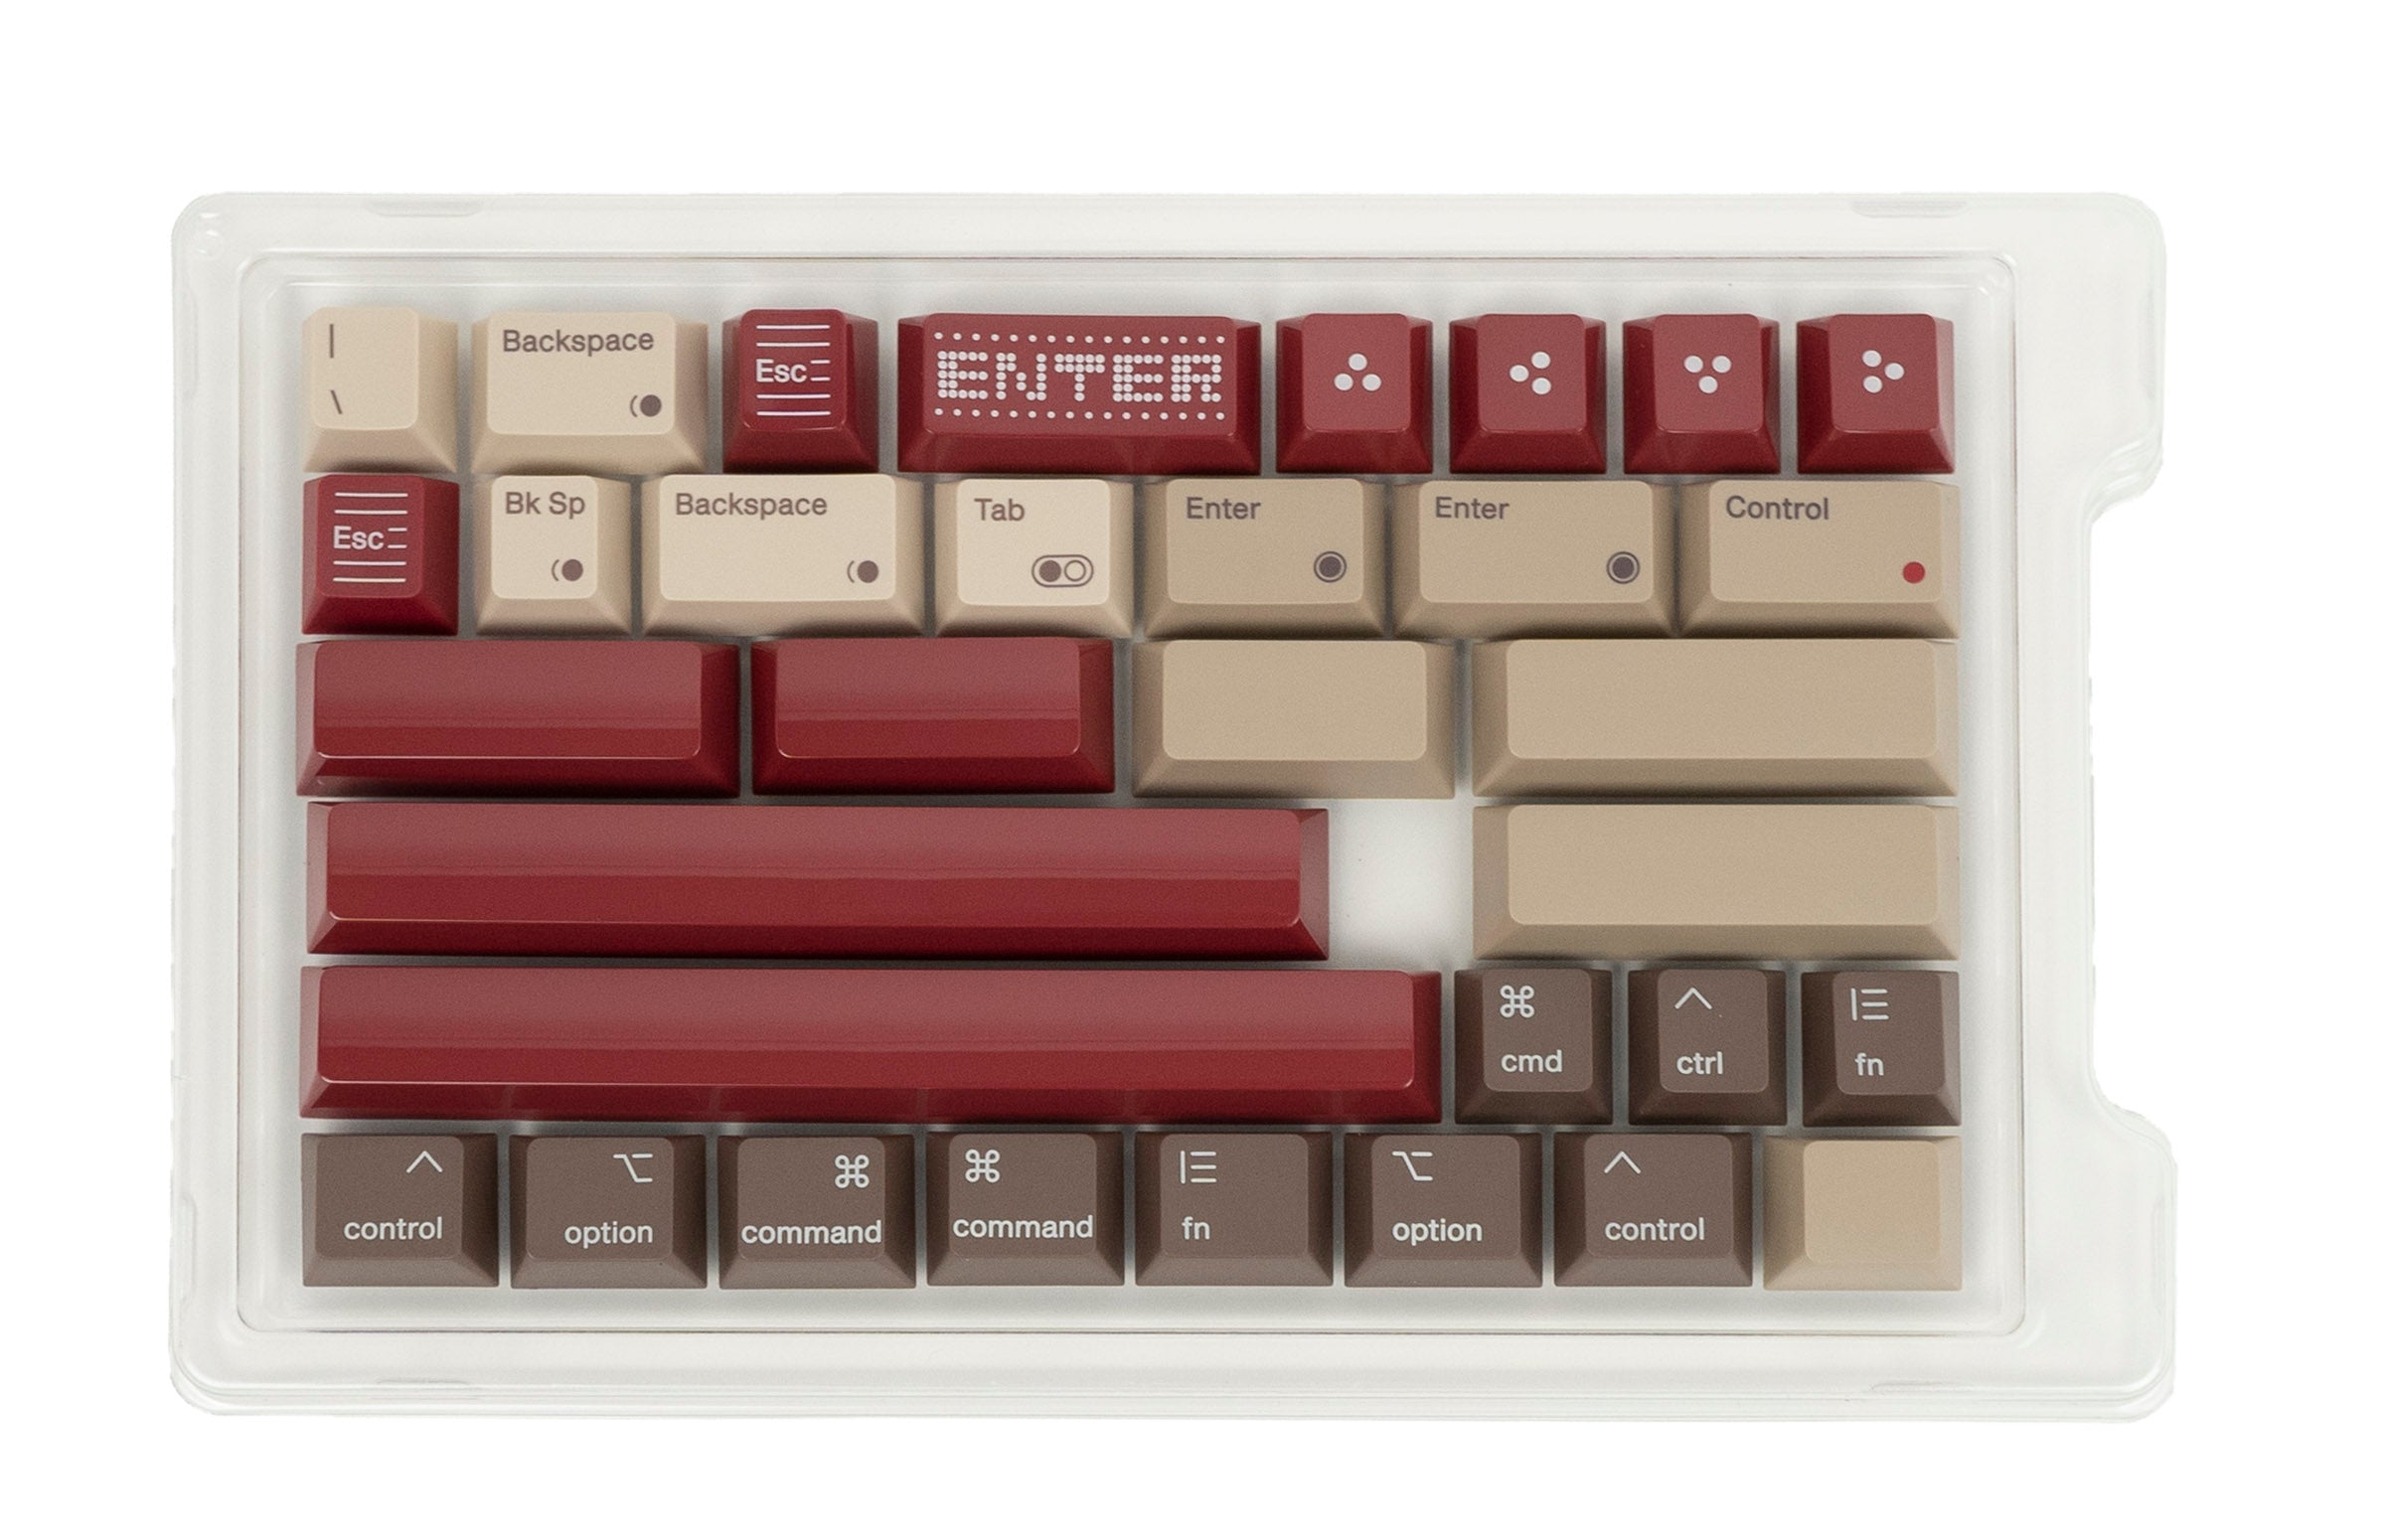 |
\
Backspace
Esc
ENTER
Esc
Bk Sp
Backspace
Tab
Enter
Enter
Control
⌘
cmd
^
ctrl
fn
^
control
⌥
option
⌘
command
⌘
command
fn
⌥
option
^
control